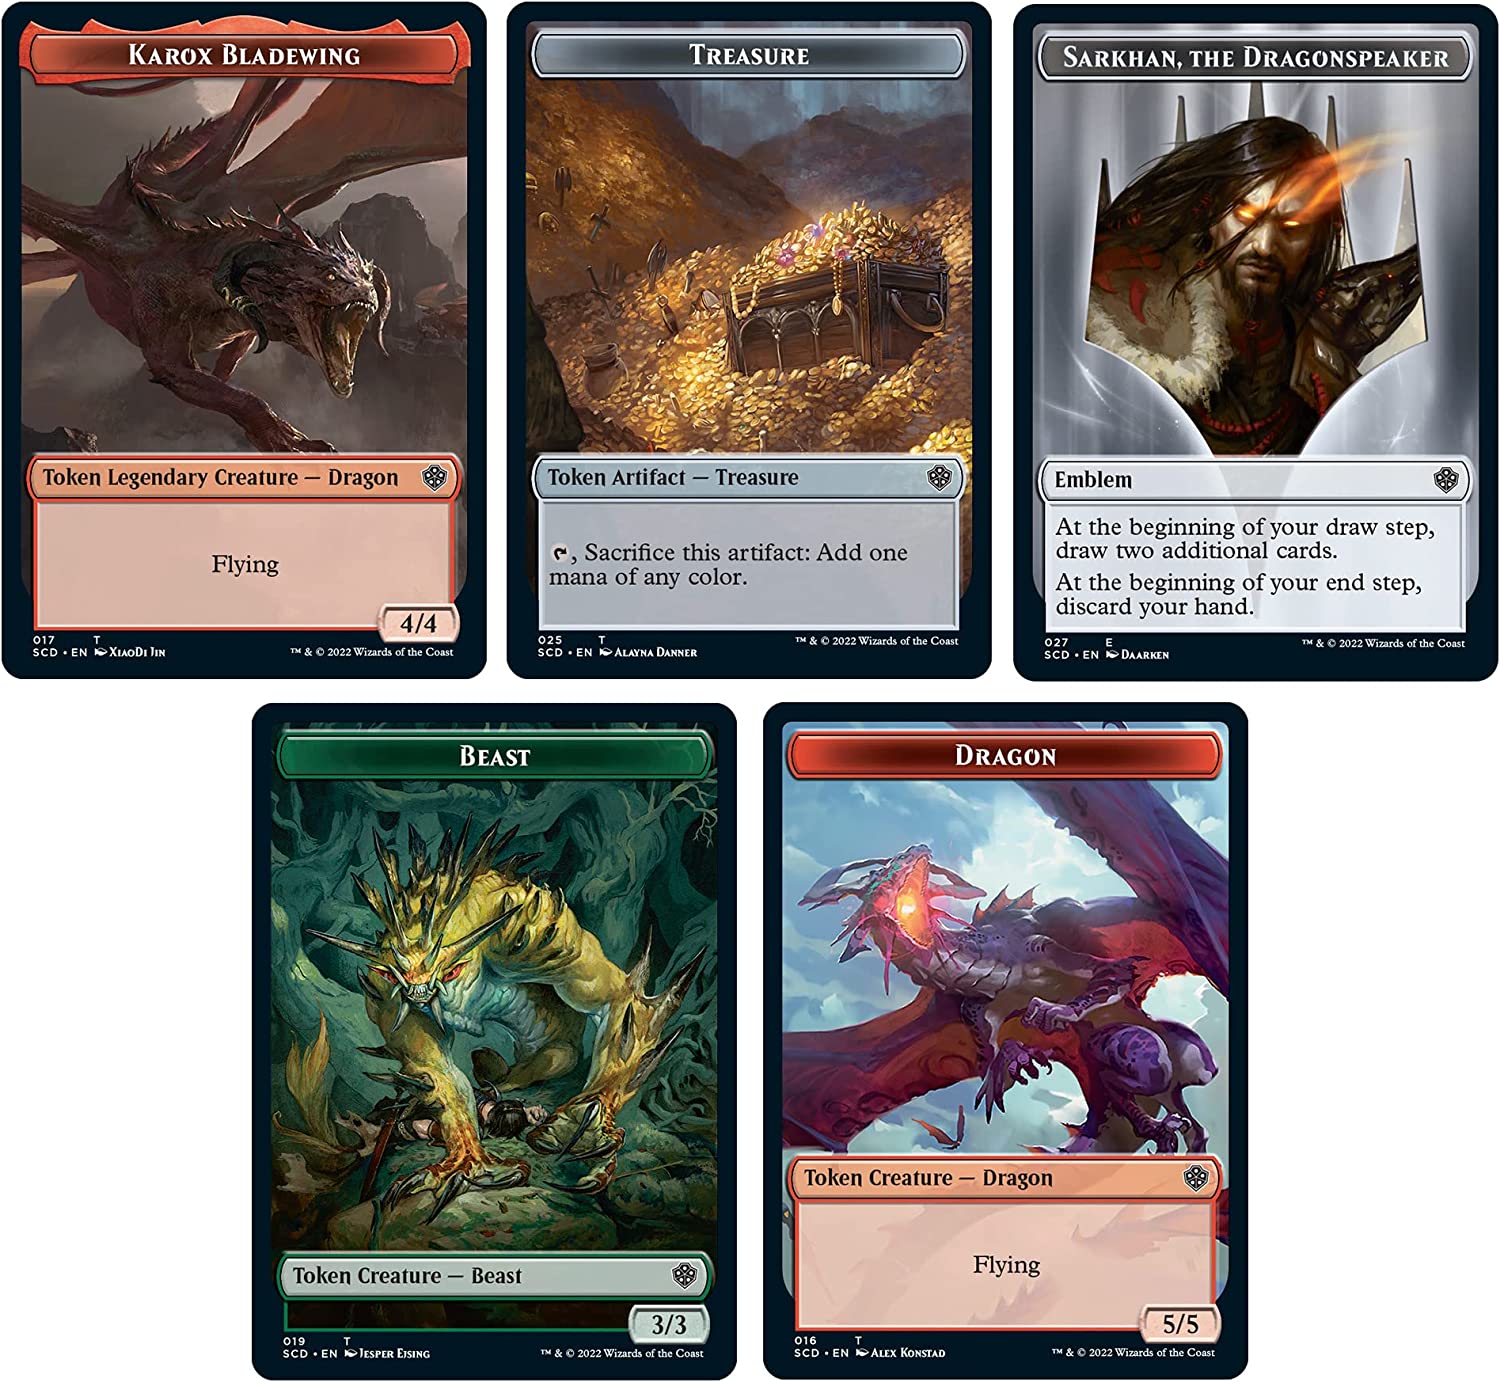 KAROX BLADEWING
Token Legendary Creature — Dragon
Flying
4/4
017 T
SCD • EN XIAODI JIN
™ & © 2022 Wizards of the Coast
TREASURE
Token Artifact — Treasure
, Sacrifice this artifact: Add one
mana of any color.
025 T
SCD • EN ALAYNA DANNER
™ & © 2022 Wizards of the Coast
SARKHAN, THE DRAGONSPEAKER
Emblem
At the beginning of your draw step,
draw two additional cards.
At the beginning of your end step,
discard your hand.
027 E
SCD • EN DAARKEN
™ & © 2022 Wizards of the Coast
BEAST
Token Creature — Beast
3/3
019 T
SCD • EN JESPER EJSING
™ & © 2022 Wizards of the Coast
DRAGON
Token Creature — Dragon
Flying
5/5
016 T
SCD • EN ALEX KONSTAD
™ & © 2022 Wizards of the Coast